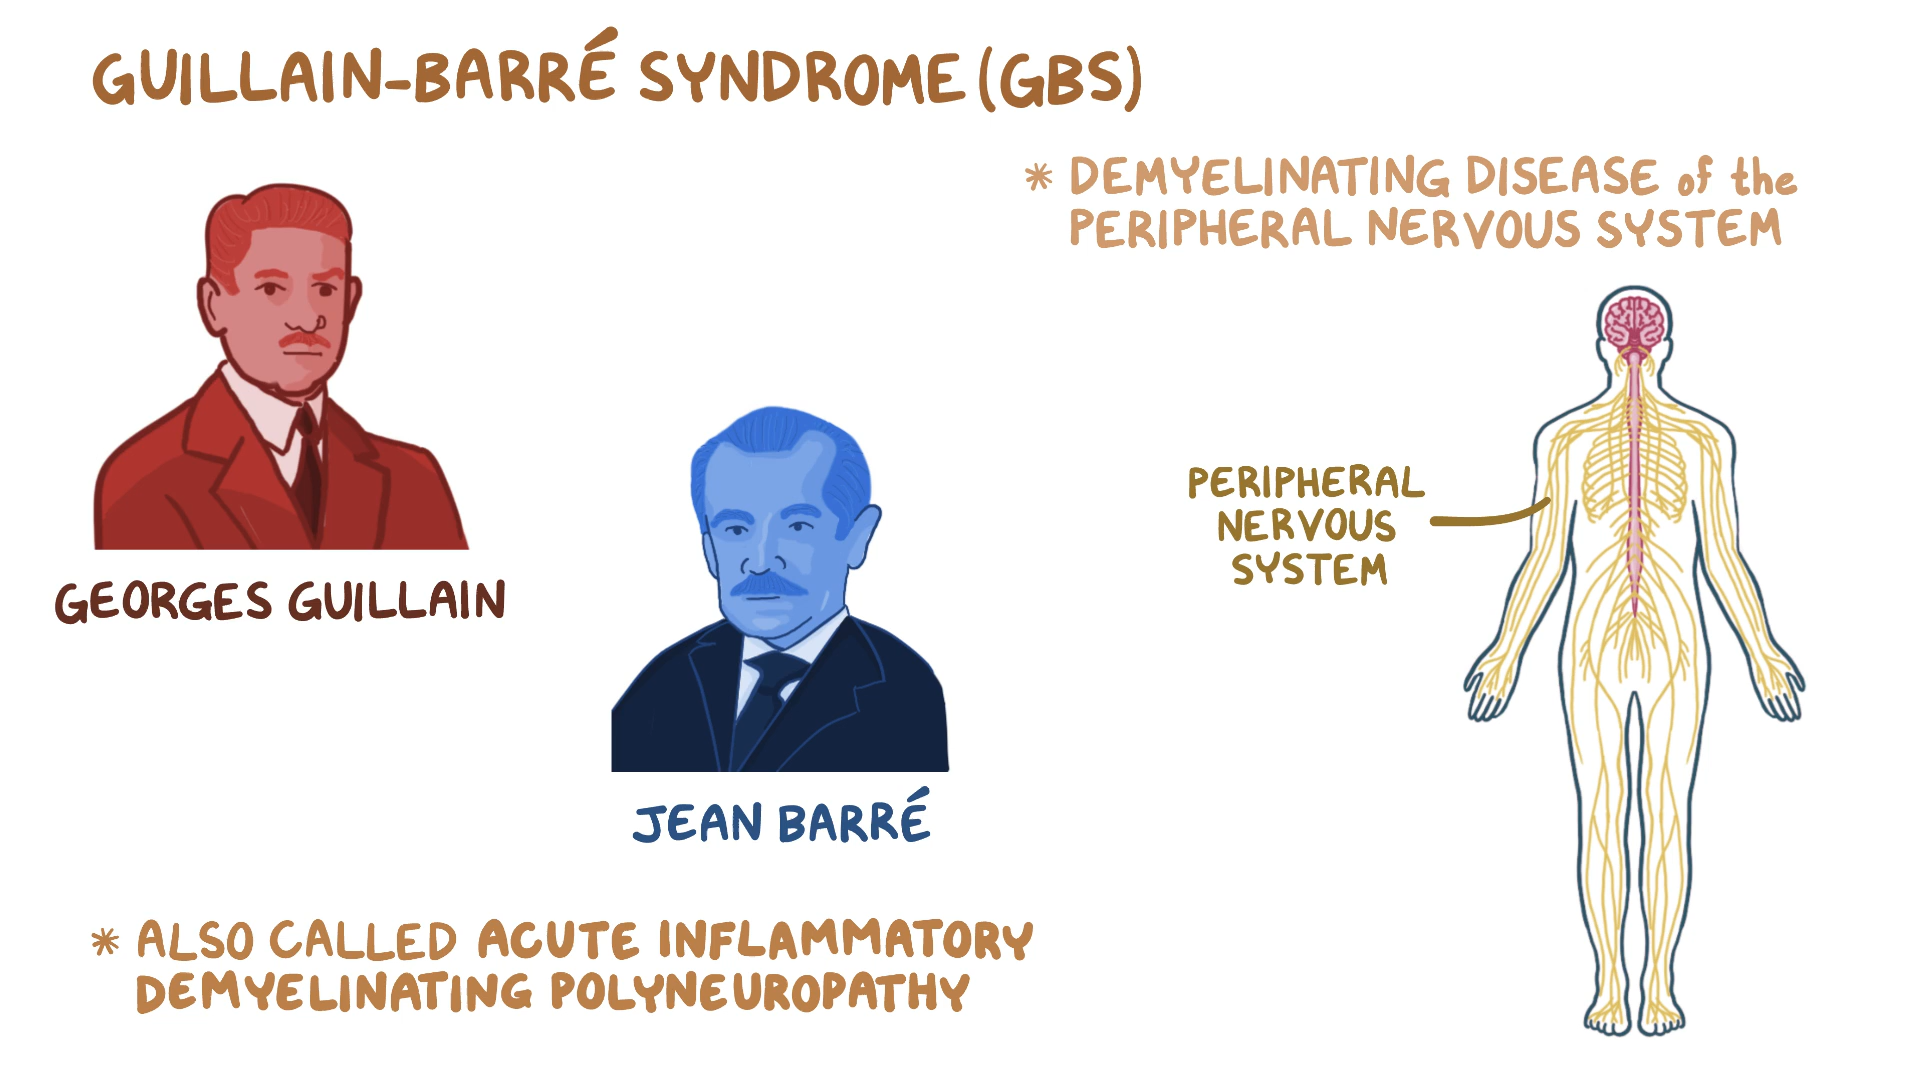 GUILLAIN-BARRÉ SYNDROME (GBS)
* DEMYELINATING DISEASE of the
PERIPHERAL NERVOUS SYSTEM
PERIPHERAL
NERVOUS
SYSTEM
GEORGES GUILLAIN
JEAN BARRÉ
* ALSO CALLED ACUTE INFLAMMATORY
DEMYELINATING POLYNEUROPATHY